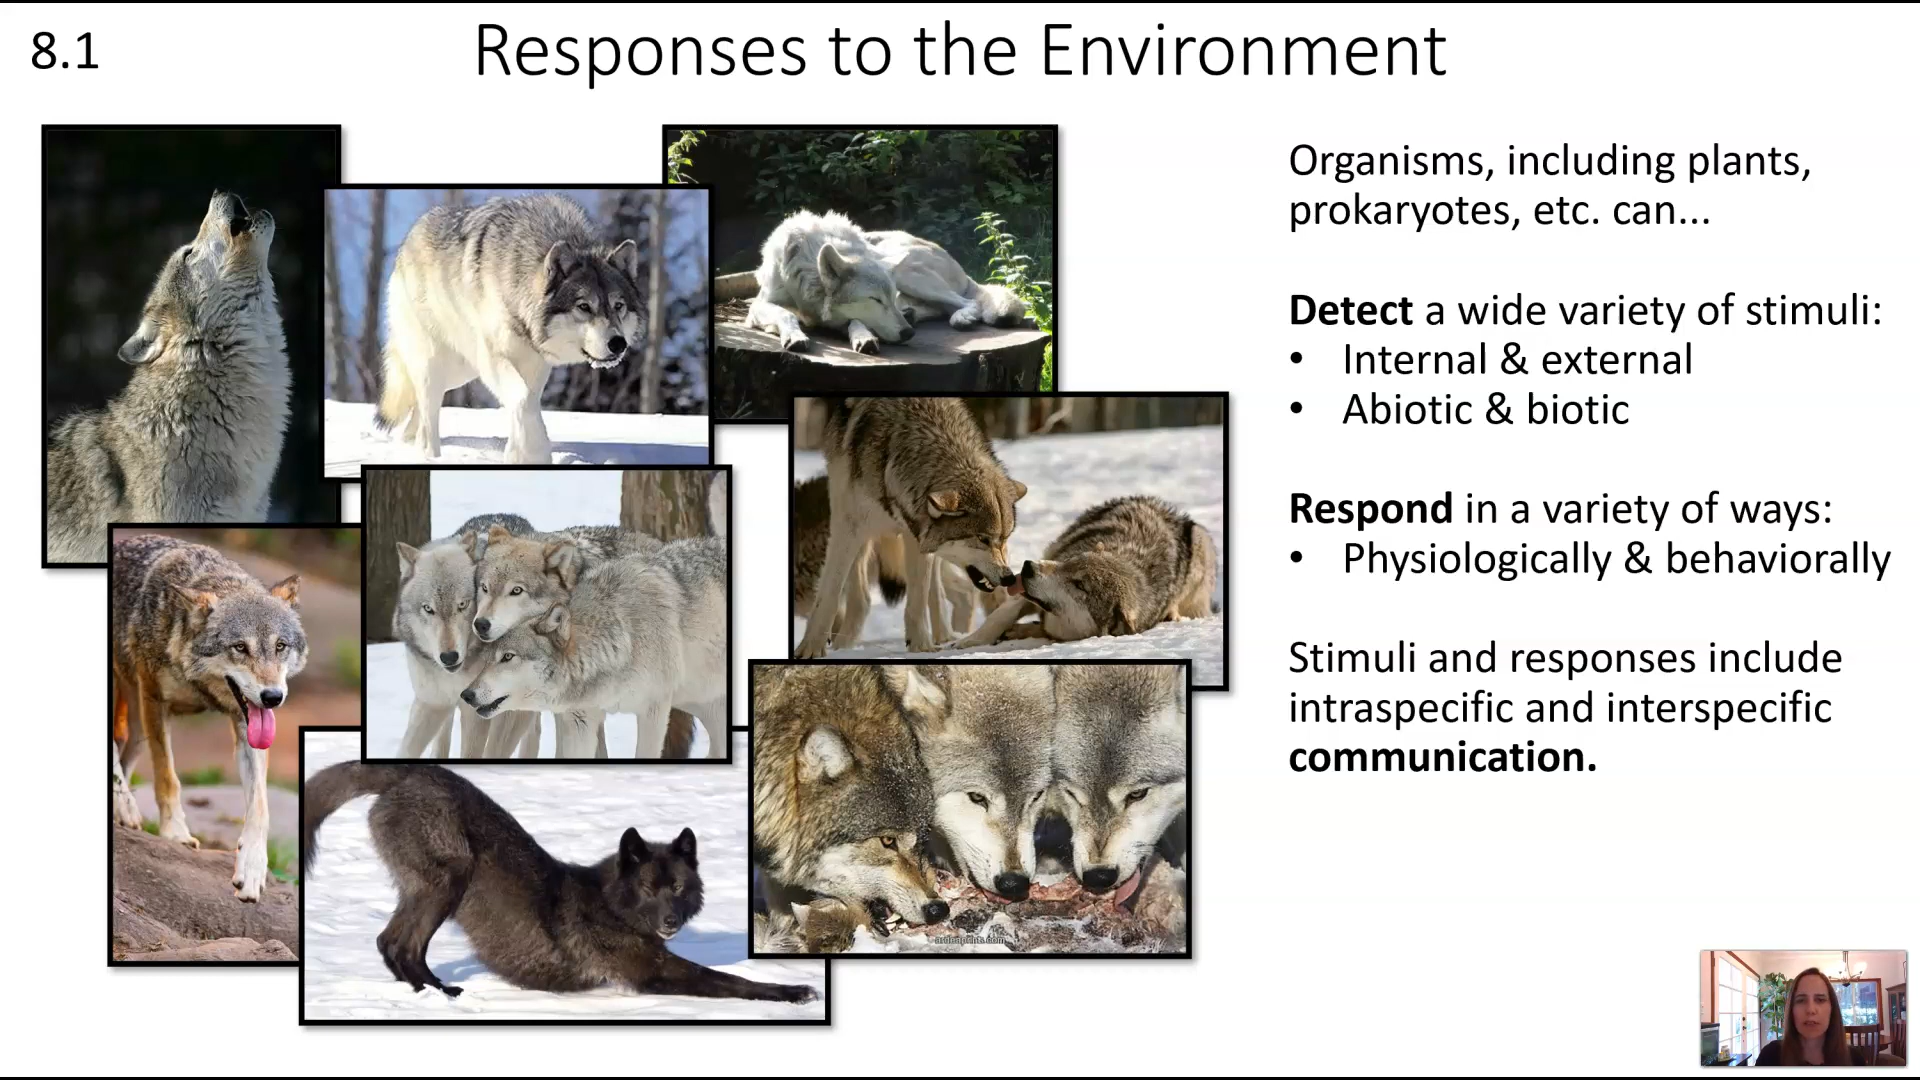 8.1
Responses to the Environment
Organisms, including plants,
prokaryotes, etc. can...
Detect a wide variety of stimuli:
• Internal & external
• Abiotic & biotic
Respond in a variety of ways:
• Physiologically & behaviorally
Stimuli and responses include
intraspecific and interspecific
communication.